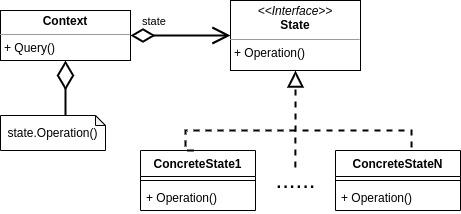 Context
+ Query()
state
<<Interface>>
State
+ Operation()
state.Operation()
ConcreteState1
+ Operation()
......
ConcreteStateN
+ Operation()